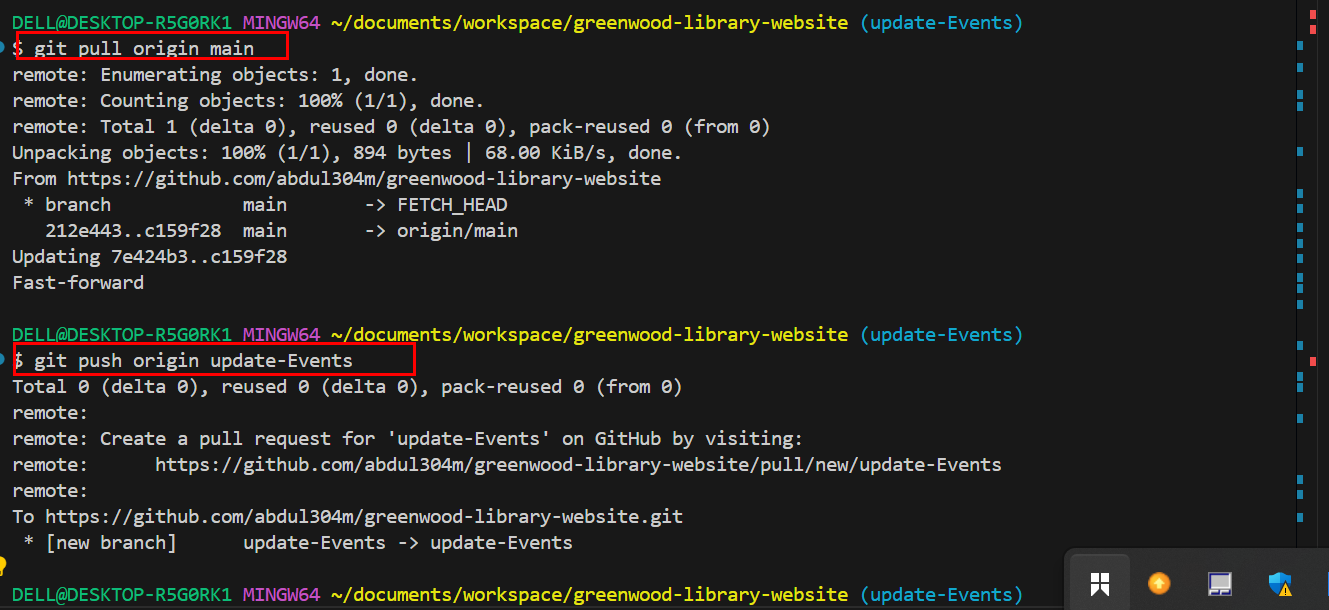 DELL@DESKTOP-R5G0RK1 MINGW64 ~/documents/workspace/greenwood-library-website (update-Events)
$ git pull origin main
remote: Enumerating objects: 1, done.
remote: Counting objects: 100% (1/1), done.
remote: Total 1 (delta 0), reused 0 (delta 0), pack-reused 0 (from 0)
Unpacking objects: 100% (1/1), 894 bytes | 68.00 KiB/s, done.
From https://github.com/abdul304m/greenwood-library-website
 * branch            main       -> FETCH_HEAD
   212e443..c159f28  main       -> origin/main
Updating 7e424b3..c159f28
Fast-forward
DELL@DESKTOP-R5G0RK1 MINGW64 ~/documents/workspace/greenwood-library-website (update-Events)
$ git push origin update-Events
Total 0 (delta 0), reused 0 (delta 0), pack-reused 0 (from 0)
remote:
remote: Create a pull request for 'update-Events' on GitHub by visiting:
remote:      https://github.com/abdul304m/greenwood-library-website/pull/new/update-Events
remote:
To https://github.com/abdul304m/greenwood-library-website.git
 * [new branch]      update-Events -> update-Events
DELL@DESKTOP-R5G0RK1 MINGW64 ~/documents/workspace/greenwood-library-website (update-Events)